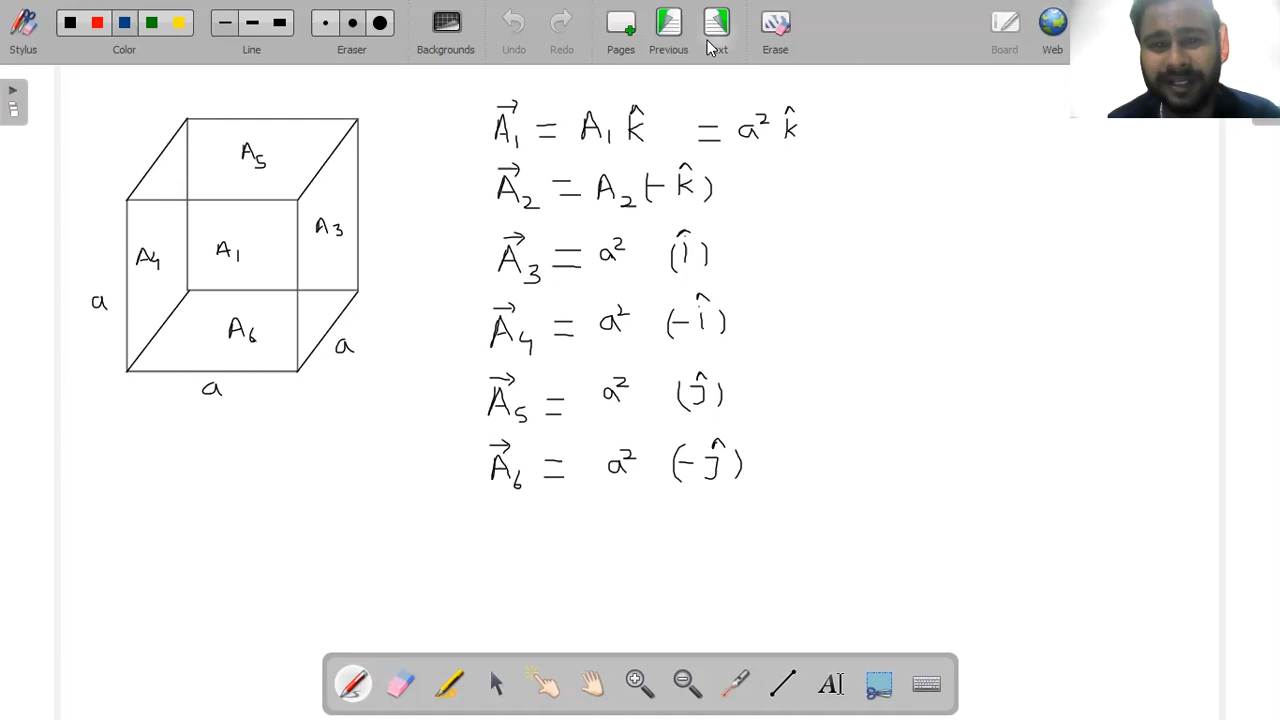 Stylus Color Line Eraser Backgrounds Undo Redo Pages Previous Erase Board Web
A₅
A₃
A₄ A₁
a
A₆
a
a
A⃗₁ = A₁ k̂ = a² k̂
A⃗₂ = A₂ (-k̂)
A⃗₃ = a² (î)
A⃗₄ = a² (-î)
A⃗₅ = a² (ĵ)
A⃗₆ = a² (-ĵ)